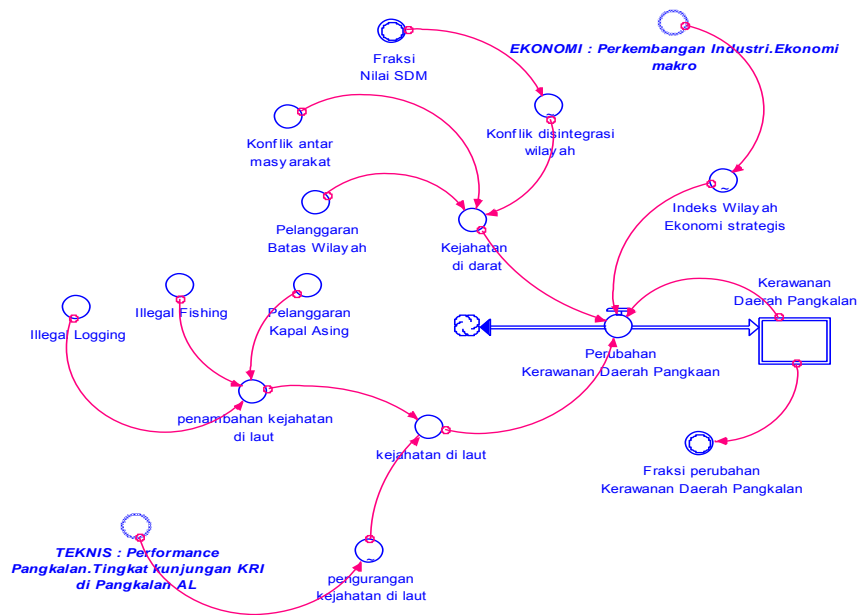 Fraksi
Nilai SDM
EKONOMI : Perkembangan Industri.Ekonomi
makro
Konflik antar
masyarakat
Konflik disintegrasi
wilayah
Pelanggaran
Batas Wilayah
Kejahatan
di darat
Indeks Wilayah
Ekonomi strategis
Illegal Logging
Illegal Fishing
Pelanggaran
Kapal Asing
Kerawanan
Daerah Pangkalan
Perubahan
Kerawanan Daerah Pangkaan
penambahan kejahatan
di laut
kejahatan di laut
Fraksi perubahan
Kerawanan Daerah Pangkalan
TEKNIS : Performance
Pangkalan.Tingkat kunjungan KRI
di Pangkalan AL
pengurangan
kejahatan di laut